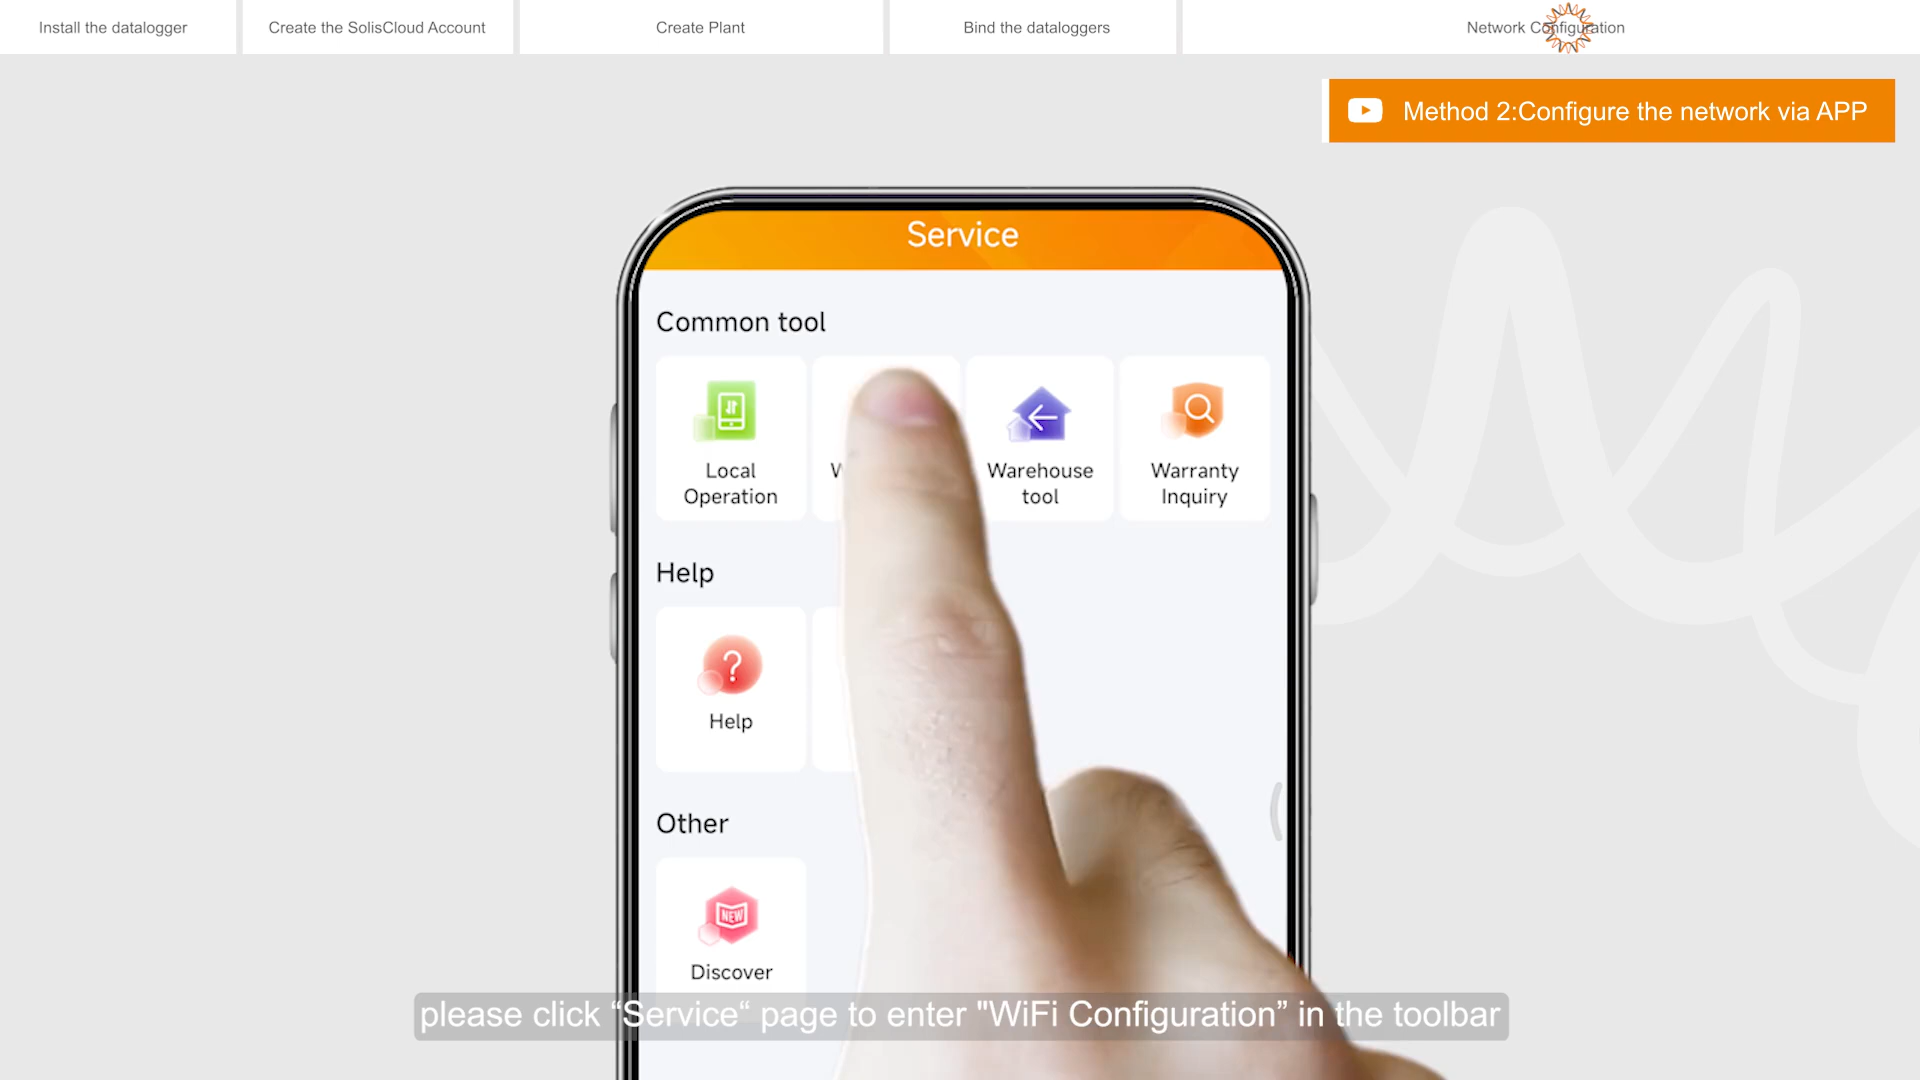 Install the datalogger
Create the SolisCloud Account
Create Plant
Bind the dataloggers
Network Configuration
Method 2:Configure the network via APP
Service
Common tool
Local
Operation
Warehouse
tool
Warranty
Inquiry
Help
Help
Other
NEW
Discover
please click “Service“ page to enter "WiFi Configuration” in the toolbar